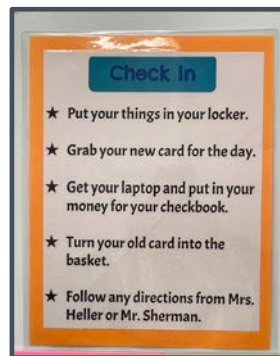 Check In
★ Put your things in your locker.
★ Grab your new card for the day.
★ Get your laptop and put in your
money for your checkbook.
★ Turn your old card into the
basket.
★ Follow any directions from Mrs.
Heller or Mr. Sherman.